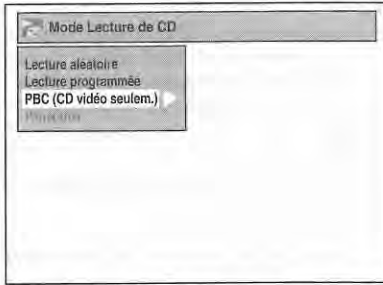 Mode Lecture de CD
Lecture aléatoire
Lecture programmée
PBC (CD vidéo seulem.)